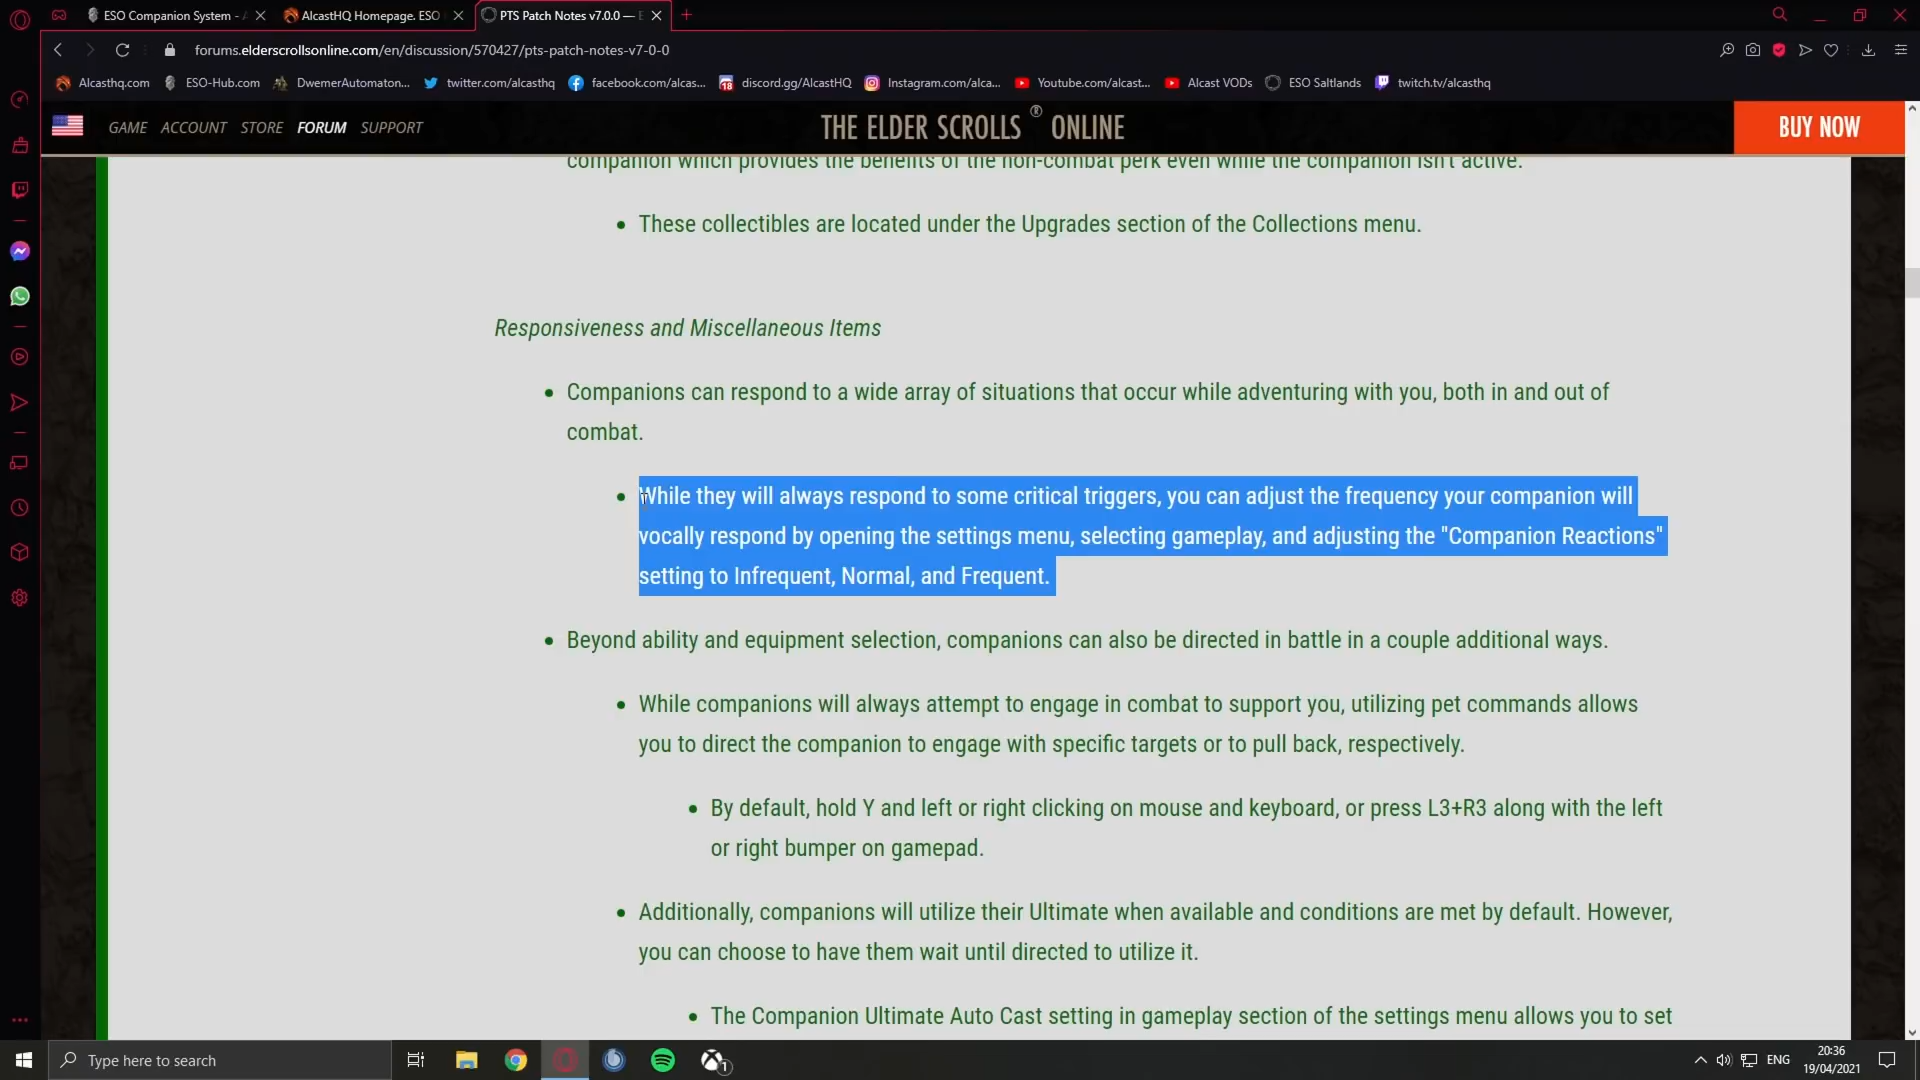 ESO Companion System - A
AlcastHQ Homepage. ESO
PTS Patch Notes v7.0.0 — E
forums.elderscrollsonline.com/en/discussion/570427/pts-patch-notes-v7-0-0
Alcasthq.com
ESO-Hub.com
DwemerAutomaton...
twitter.com/alcasthq
facebook.com/alcas...
discord.gg/AlcastHQ
Instagram.com/alca...
Youtube.com/alcast...
Alcast VODs
ESO Saltlands
twitch.tv/alcasthq
GAME ACCOUNT STORE FORUM SUPPORT
THE ELDER SCROLLS ® ONLINE
BUY NOW
companion which provides the benefits of the non-combat perk even while the companion isn't active.
• These collectibles are located under the Upgrades section of the Collections menu.
Responsiveness and Miscellaneous Items
• Companions can respond to a wide array of situations that occur while adventuring with you, both in and out of
combat.
• While they will always respond to some critical triggers, you can adjust the frequency your companion will
vocally respond by opening the settings menu, selecting gameplay, and adjusting the "Companion Reactions"
setting to Infrequent, Normal, and Frequent.
• Beyond ability and equipment selection, companions can also be directed in battle in a couple additional ways.
• While companions will always attempt to engage in combat to support you, utilizing pet commands allows
you to direct the companion to engage with specific targets or to pull back, respectively.
• By default, hold Y and left or right clicking on mouse and keyboard, or press L3+R3 along with the left
or right bumper on gamepad.
• Additionally, companions will utilize their Ultimate when available and conditions are met by default. However,
you can choose to have them wait until directed to utilize it.
• The Companion Ultimate Auto Cast setting in gameplay section of the settings menu allows you to set
Type here to search
1
ENG
20:36
19/04/2021